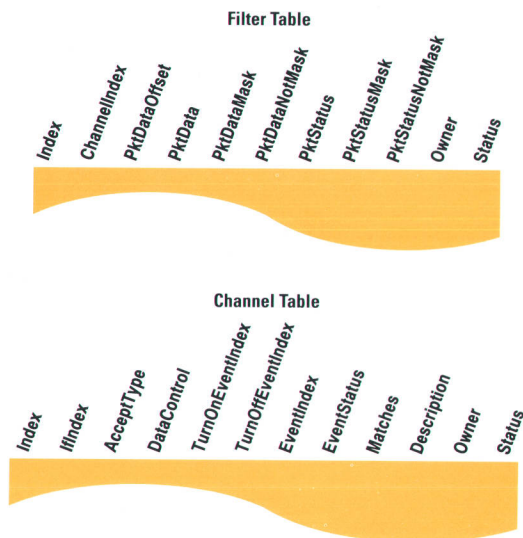 Filter Table
Index
ChannelIndex
PktDataOffset
PktData
PktDataMask
PktDataNotMask
PktStatus
PktStatusMask
PktStatusNotMask
Owner
Status
Channel Table
Index
IfIndex
AcceptType
DataControl
TurnOnEventIndex
TurnOffEventIndex
EventIndex
EventStatus
Matches
Description
Owner
Status